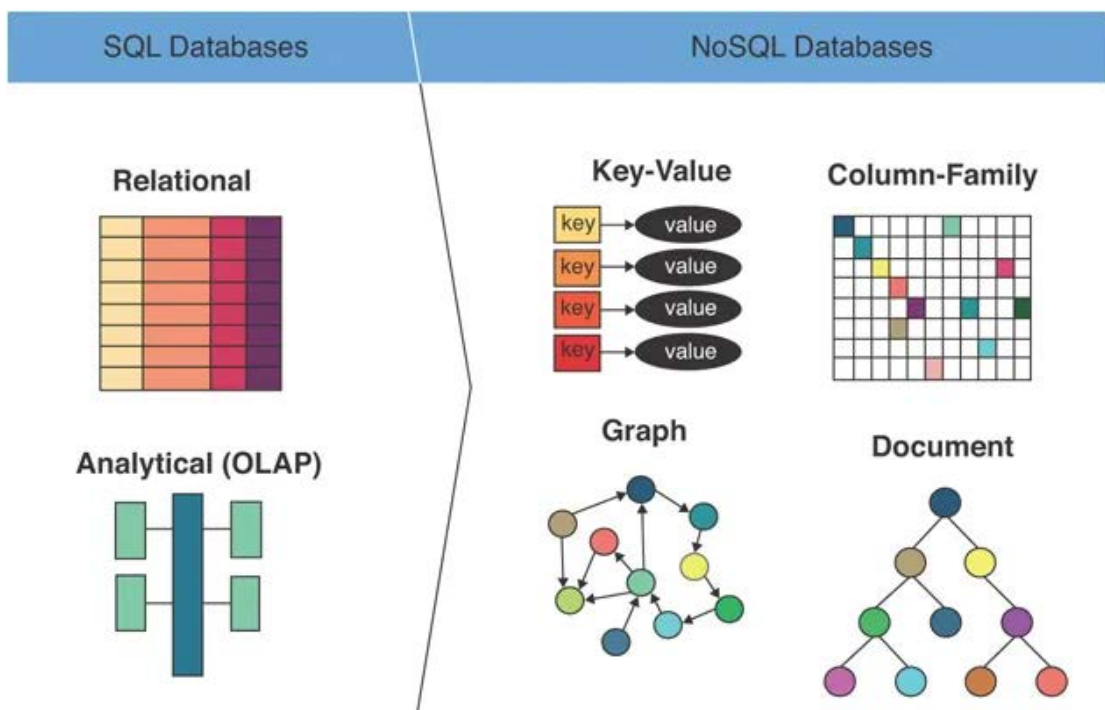 SQL Databases
NoSQL Databases
Relational
Analytical (OLAP)
Key-Value
key value
key value
key value
key value
Column-Family
Graph
Document